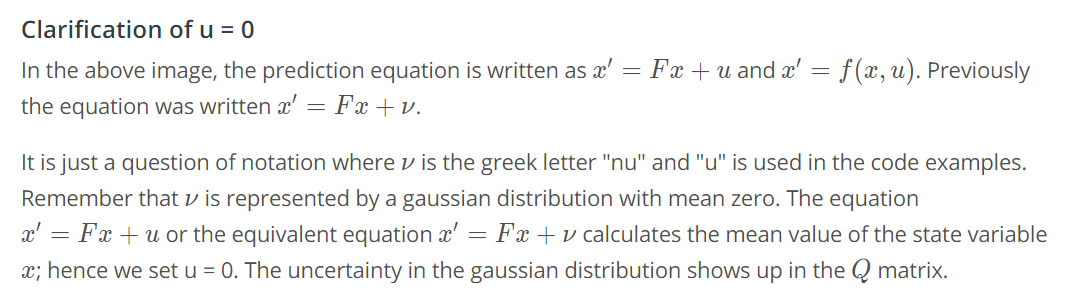 Clarification of u = 0
In the above image, the prediction equation is written as x′ = Fx + u and x′ = f(x, u). Previously
the equation was written x′ = Fx + ν.
It is just a question of notation where ν is the greek letter "nu" and "u" is used in the code examples.
Remember that ν is represented by a gaussian distribution with mean zero. The equation
x′ = Fx + u or the equivalent equation x′ = Fx + ν calculates the mean value of the state variable
x; hence we set u = 0. The uncertainty in the gaussian distribution shows up in the Q matrix.